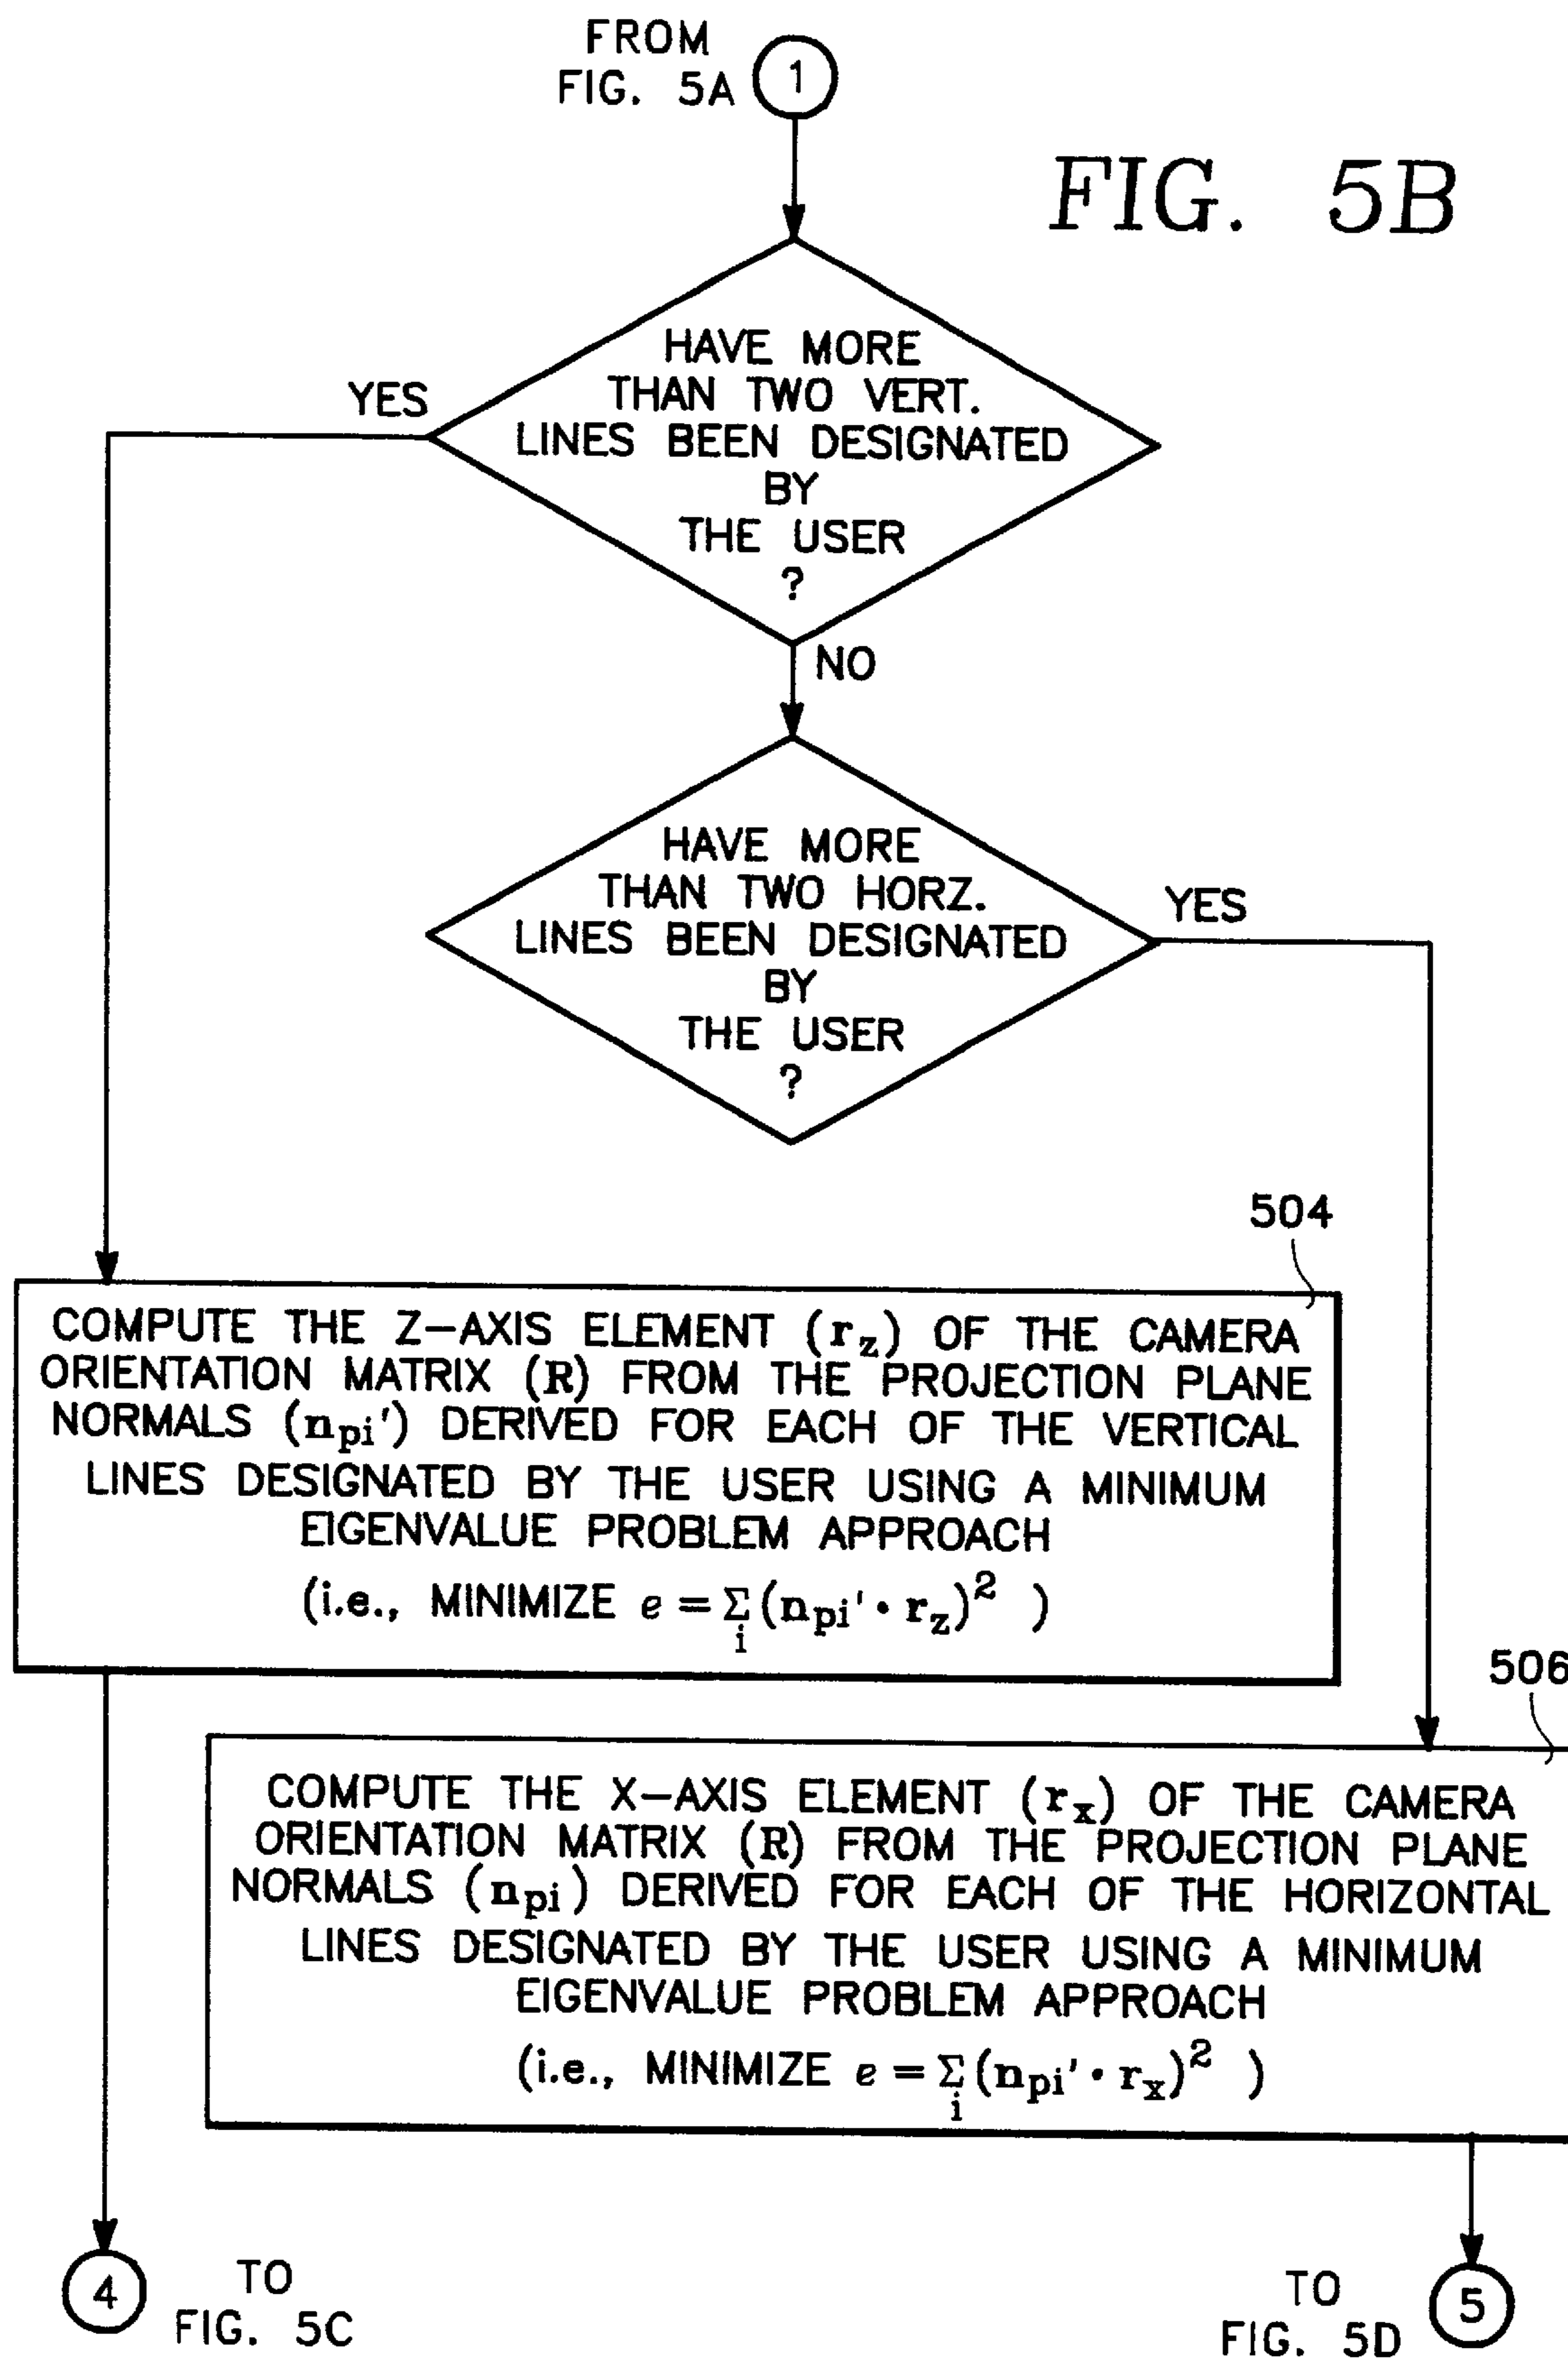 FROM
FIG. 5A
1
FIG. 5B
HAVE MORE
THAN TWO VERT.
LINES BEEN DESIGNATED
BY
THE USER
?
YES
NO
HAVE MORE
THAN TWO HORZ.
LINES BEEN DESIGNATED
BY
THE USER
?
YES
504
COMPUTE THE Z-AXIS ELEMENT (r_z) OF THE CAMERA
ORIENTATION MATRIX (R) FROM THE PROJECTION PLANE
NORMALS (n_pi') DERIVED FOR EACH OF THE VERTICAL
LINES DESIGNATED BY THE USER USING A MINIMUM
EIGENVALUE PROBLEM APPROACH
(i.e., MINIMIZE e = Σ_i (n_pi' · r_z)² )
506
COMPUTE THE X-AXIS ELEMENT (r_x) OF THE CAMERA
ORIENTATION MATRIX (R) FROM THE PROJECTION PLANE
NORMALS (n_pi) DERIVED FOR EACH OF THE HORIZONTAL
LINES DESIGNATED BY THE USER USING A MINIMUM
EIGENVALUE PROBLEM APPROACH
(i.e., MINIMIZE e = Σ_i (n_pi' · r_x)² )
4
TO
FIG. 5C
TO
FIG. 5D
5